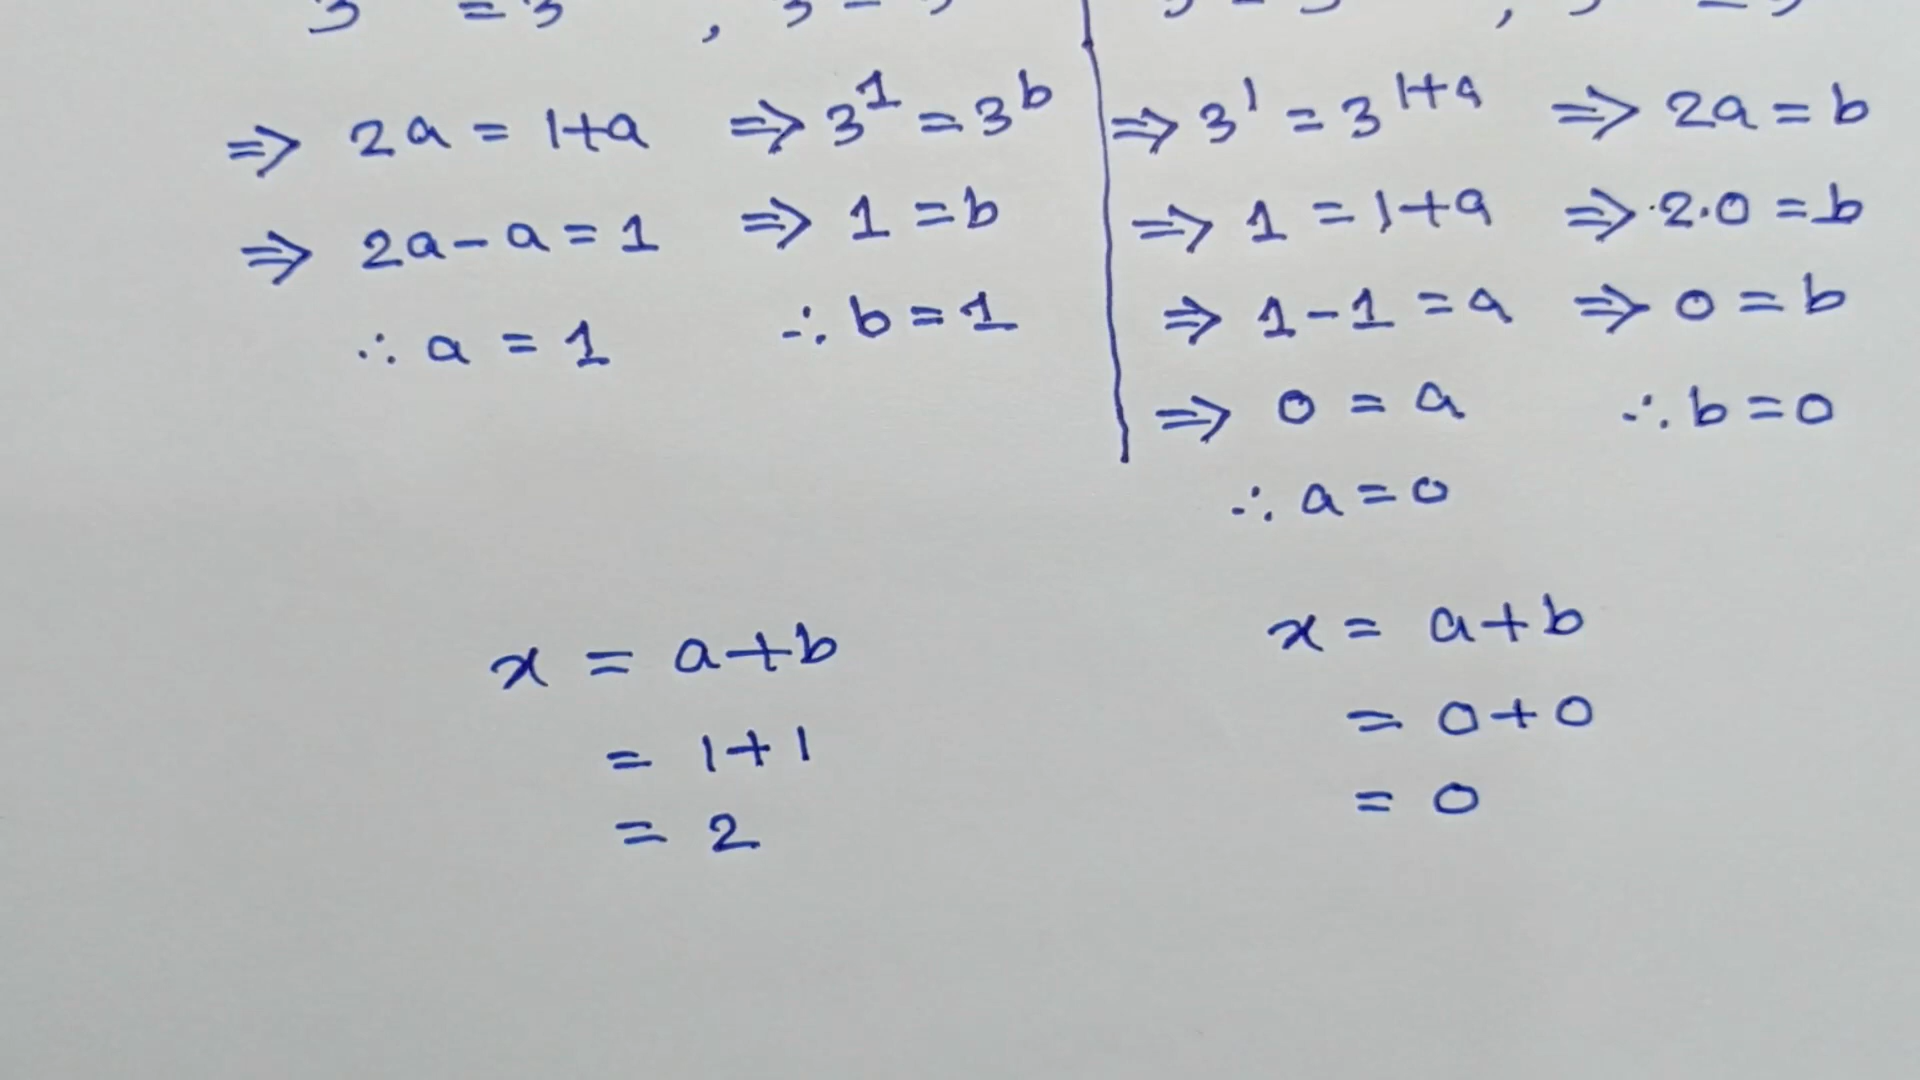 ⇒ 2a = 1+a
⇒ 2a-a = 1
∴ a = 1
⇒ 3^1 = 3^b
⇒ 1 = b
∴ b = 1
⇒ 3^1 = 3^{1+a}
⇒ 1 = 1+a
⇒ 1-1 = a
⇒ 0 = a
∴ a = 0
⇒ 2a = b
⇒ 2.0 = b
⇒ 0 = b
∴ b = 0
x = a+b
= 1+1
= 2
x = a+b
= 0+0
= 0